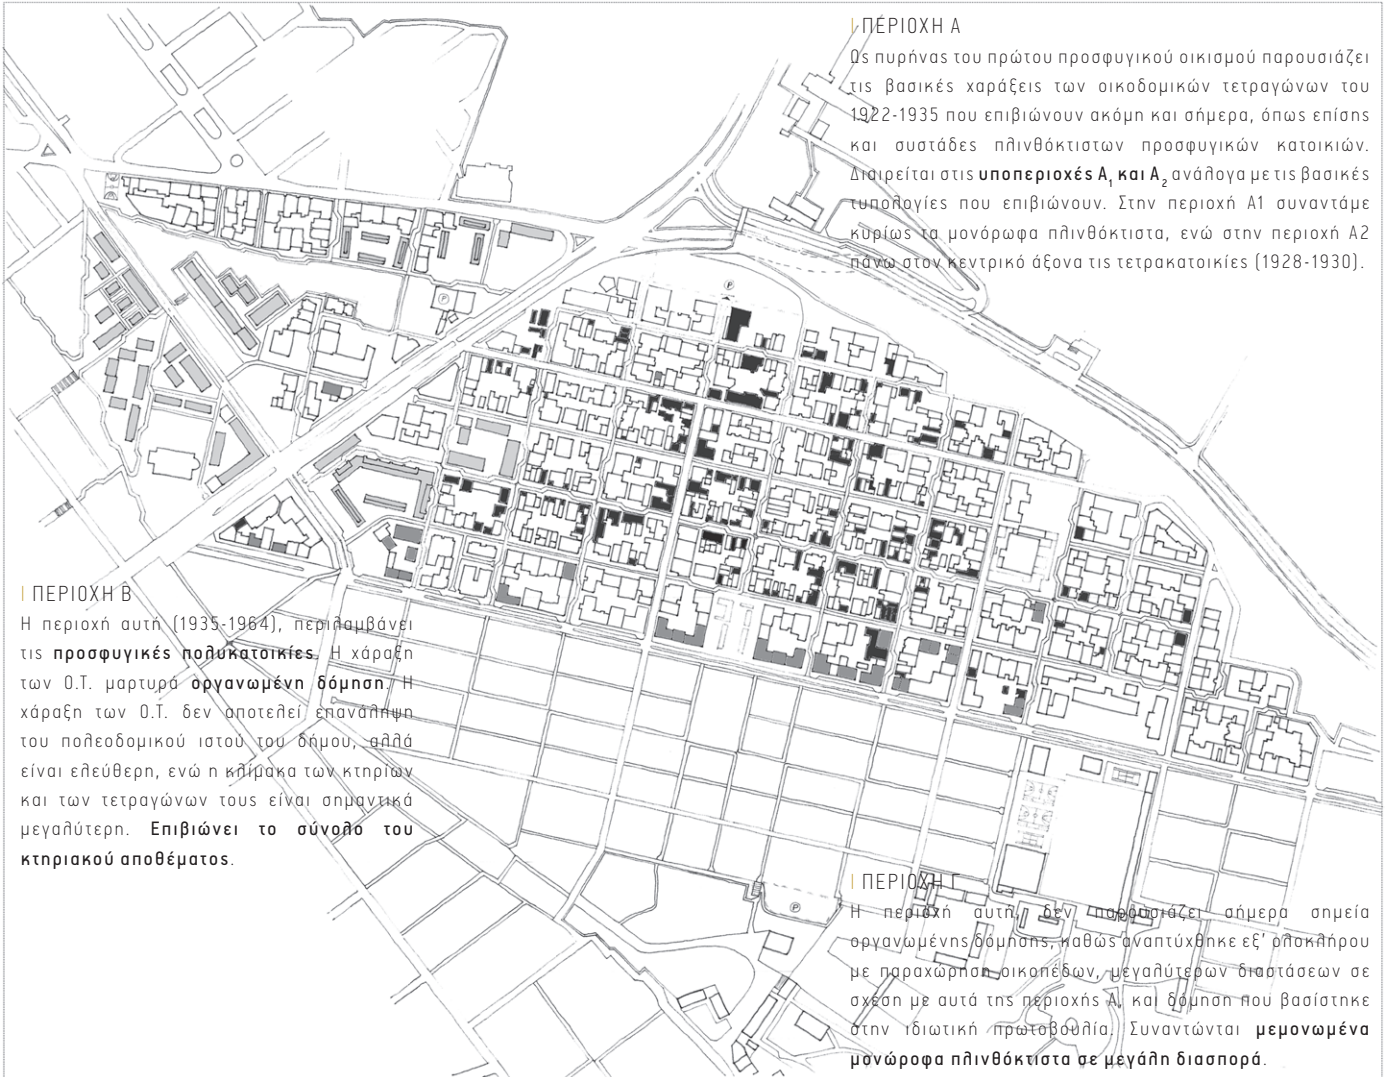 ΠΕΡΙΟΧΗ Α
Ως πυρήνας του πρώτου προσφυγικού οικισμού παρουσιάζει
τις βασικές χαράξεις των οικοδομικών τετραγώνων του
1922-1935 που επιβιώνουν ακόμη και σήμερα, όπως επίσης
και συστάδες πλινθόκτιστων προσφυγικών κατοικιών.
Διαιρείται στις υποπεριοχές Α₁ και Α₂ ανάλογα με τις βασικές
τυπολογίες που επιβιώνουν. Στην περιοχή Α1 συναντάμε
κυρίως τα μονόρωφα πλινθόκτιστα, ενώ στην περιοχή Α2
πάνω στον κεντρικό άξονα τις τετρακατοικίες (1928-1930).
P
P
ΠΕΡΙΟΧΗ Β
Η περιοχή αυτή (1935-1964), περιλαμβάνει
τις προσφυγικές πολυκατοικίες. Η χάραξη
των Ο.Τ. μαρτυρά οργανωμένη δόμηση. Η
χάραξη των Ο.Τ. δεν αποτελεί επανάληψη
του πολεοδομικού ιστού του δήμου, αλλά
είναι ελεύθερη, ενώ η κλίμακα των κτηρίων
και των τετραγώνων τους είναι σημαντικά
μεγαλύτερη. Επιβιώνει το σύνολο του
κτηριακού αποθέματος.
P
ΠΕΡΙΟΧΗ Γ
Η περιοχή αυτή, δεν παρουσιάζει σήμερα σημεία
οργανωμένης δόμησης, καθώς αναπτύχθηκε εξ' ολοκλήρου
με παραχώρηση οικοπέδων, μεγαλύτερων διαστάσεων σε
σχέση με αυτά της περιοχής Α, και δόμηση που βασίστηκε
στην ιδιωτική πρωτοβουλία. Συναντώνται μεμονωμένα
μονώροφα πλινθόκτιστα σε μεγάλη διασπορά.